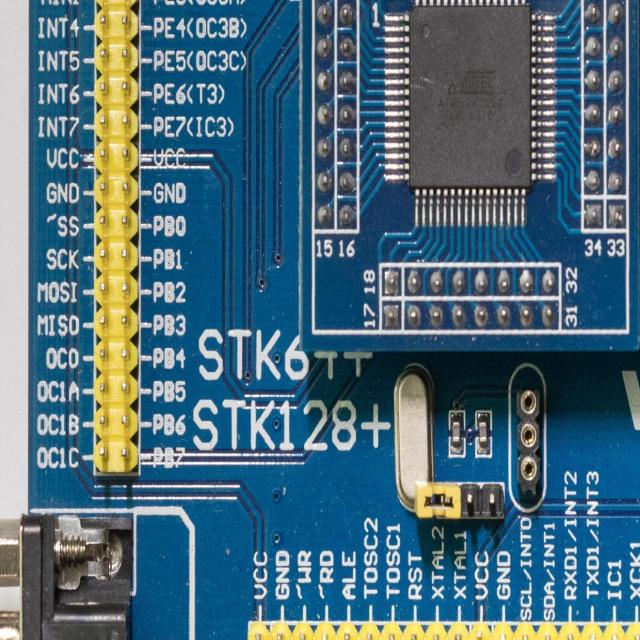 INT4 PE4(OC3B)
INT5 PE5(OC3C)
INT6 PE6(T3)
INT7 PE7(IC3)
VCC VCC
GND GND
~SS PB0
SCK PB1
MOSI PB2
MISO PB3
OC0 PB4
OC1A PB5
OC1B PB6
OC1C PB7
1
15 16
34 33
18
17
32
31
STK64+
STK128+
VCC
GND
~WR
~RD
ALE
TOSC2
TOSC1
RST
XTAL2
XTAL1
VCC
GND
SCL/INT0
SDA/INT1
RXD1/INT2
TXD1/INT3
IC1
XCK1